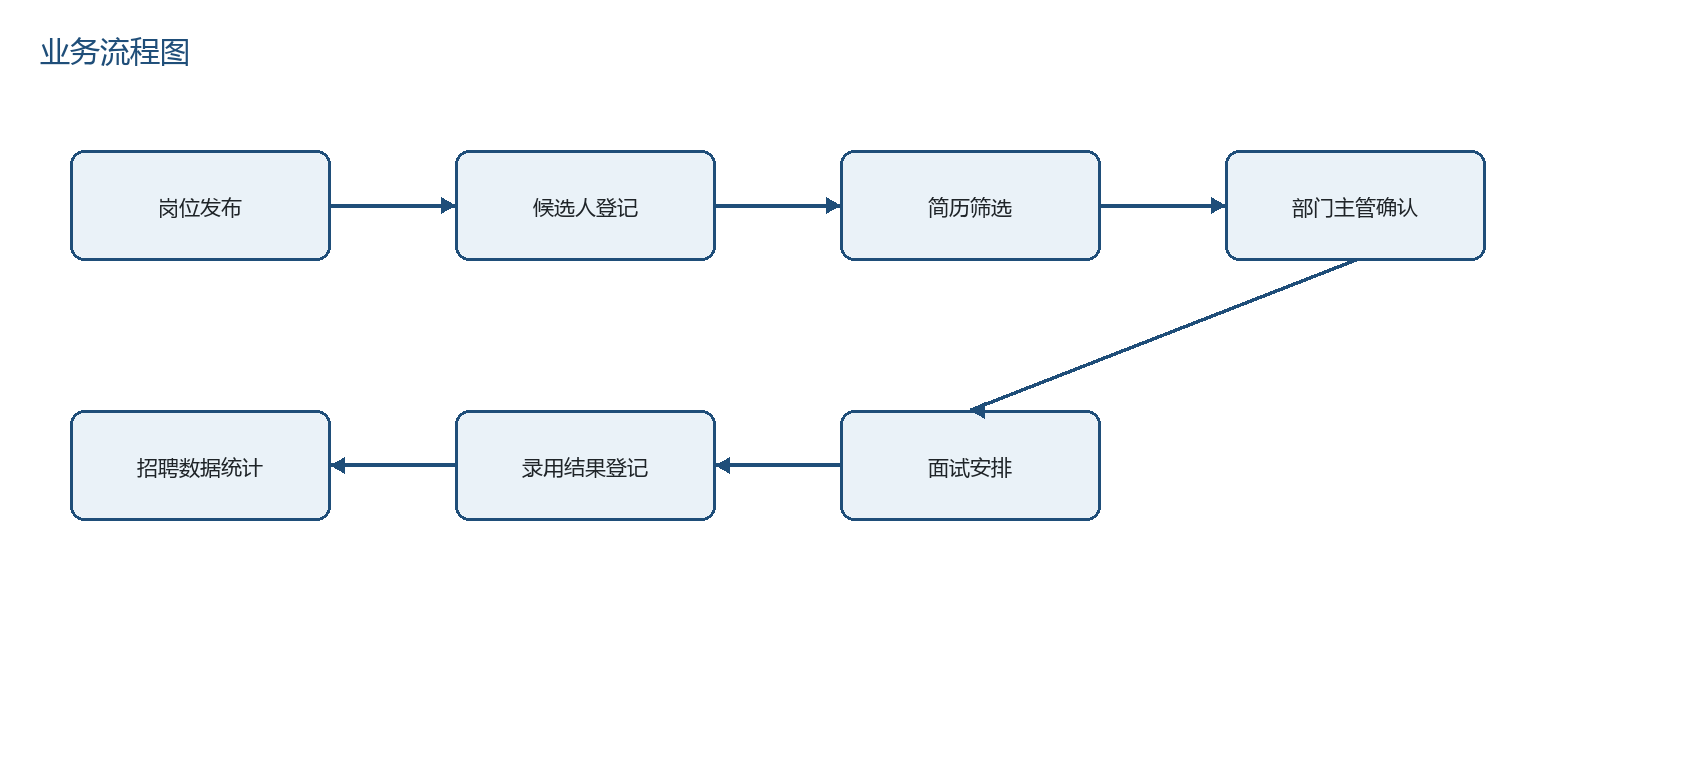 业务流程图
岗位发布
候选人登记
简历筛选
部门主管确认
招聘数据统计
录用结果登记
面试安排